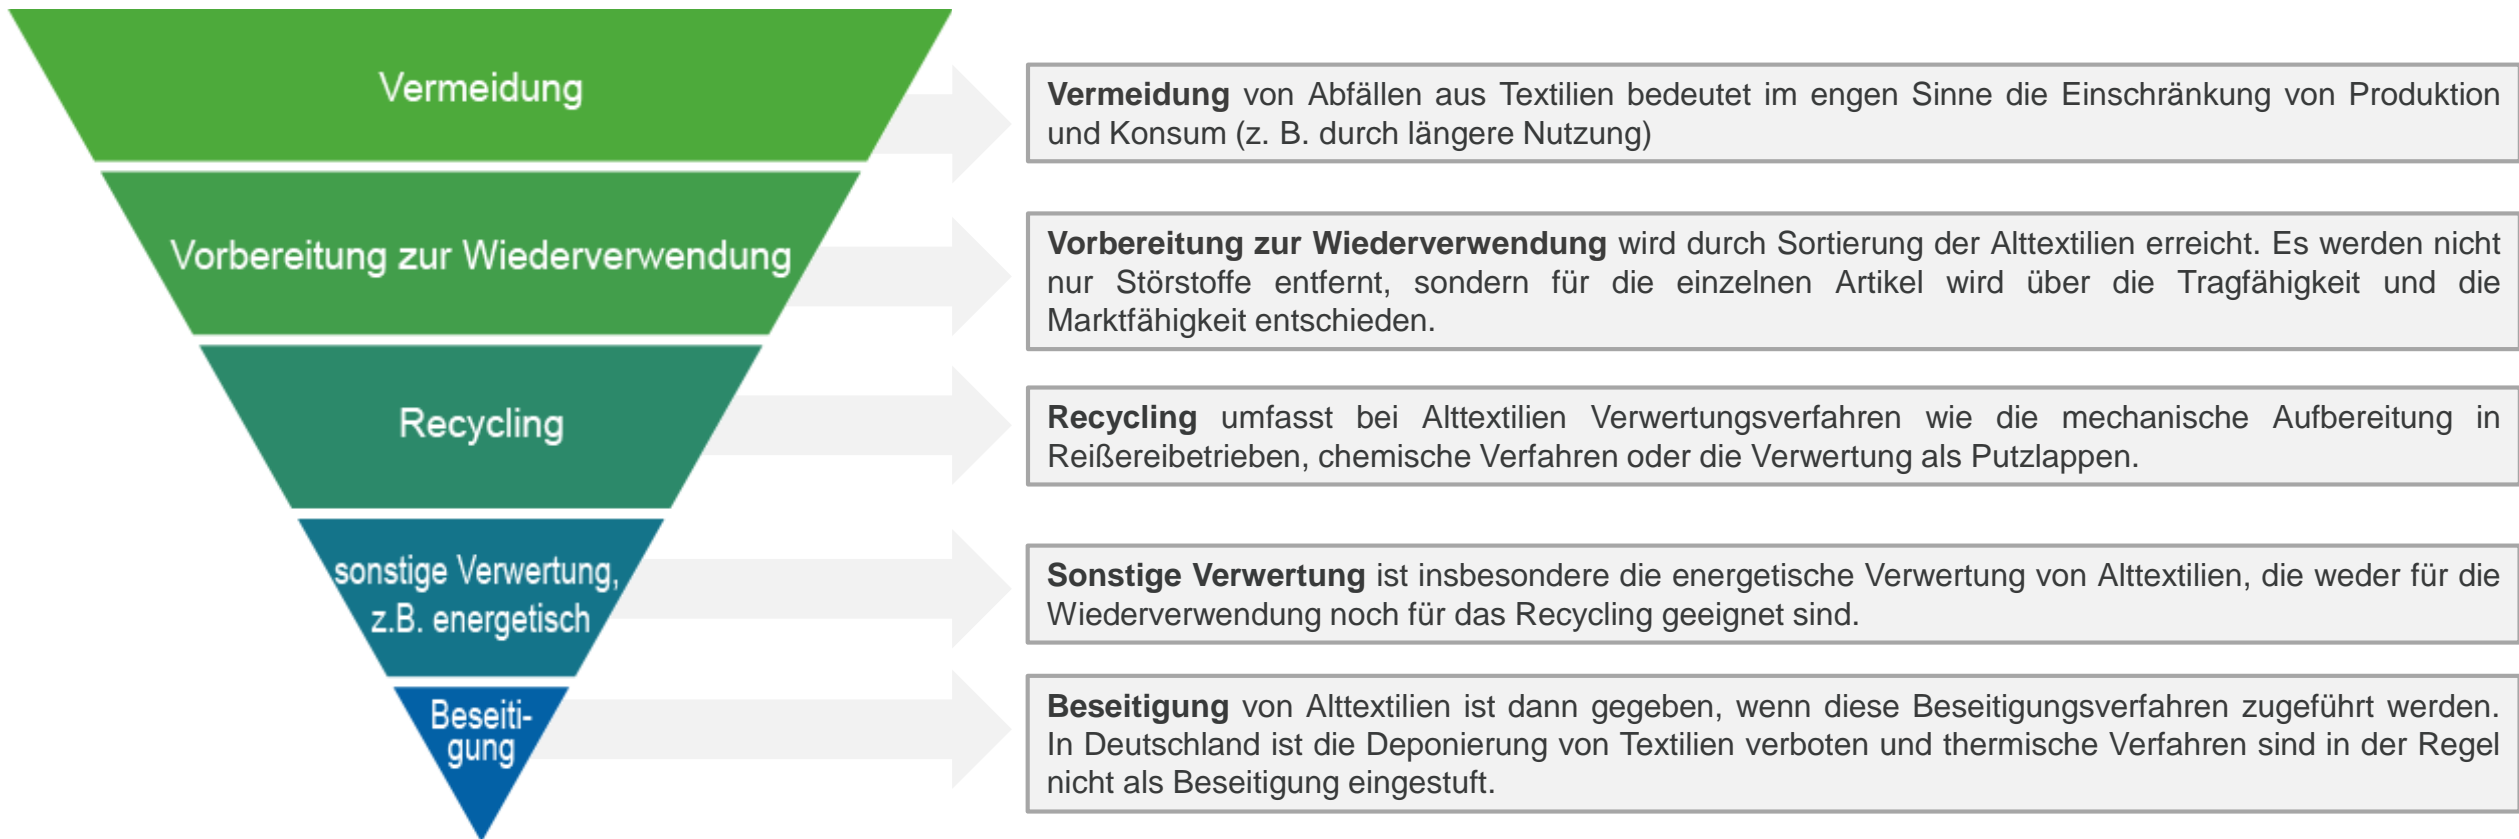 Vermeidung
Vermeidung von Abfällen aus Textilien bedeutet im engen Sinne die Einschränkung von Produktion
und Konsum (z. B. durch längere Nutzung)
Vorbereitung zur Wiederverwendung
Vorbereitung zur Wiederverwendung wird durch Sortierung der Alttextilien erreicht. Es werden nicht
nur Störstoffe entfernt, sondern für die einzelnen Artikel wird über die Tragfähigkeit und die
Marktfähigkeit entschieden.
Recycling
Recycling umfasst bei Alttextilien Verwertungsverfahren wie die mechanische Aufbereitung in
Reißereibetrieben, chemische Verfahren oder die Verwertung als Putzlappen.
sonstige Verwertung,
z.B. energetisch
Sonstige Verwertung ist insbesondere die energetische Verwertung von Alttextilien, die weder für die
Wiederverwendung noch für das Recycling geeignet sind.
Beseiti-
gung
Beseitigung von Alttextilien ist dann gegeben, wenn diese Beseitigungsverfahren zugeführt werden.
In Deutschland ist die Deponierung von Textilien verboten und thermische Verfahren sind in der Regel
nicht als Beseitigung eingestuft.